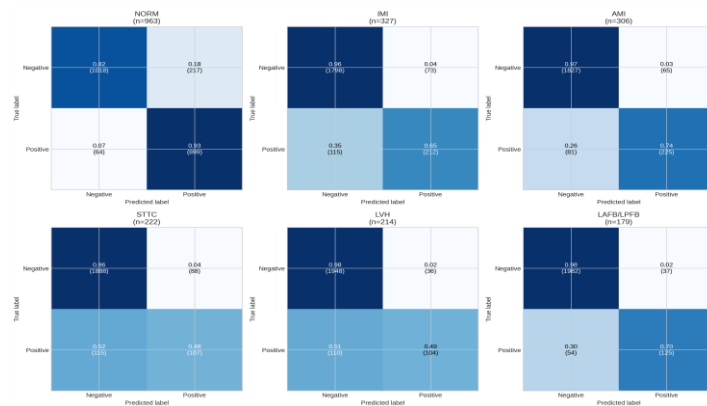 NORM
(n=963)
Negative
0.82
(1018)
0.18
(217)
True label
Positive
0.07
(64)
0.93
(899)
Negative
Positive
Predicted label
IMI
(n=327)
Negative
0.96
(1798)
0.04
(73)
True label
Positive
0.35
(115)
0.65
(212)
Negative
Positive
Predicted label
AMI
(n=306)
Negative
0.97
(1827)
0.03
(65)
True label
Positive
0.26
(81)
0.74
(225)
Negative
Positive
Predicted label
STTC
(n=222)
Negative
0.96
(1888)
0.04
(88)
True label
Positive
0.52
(115)
0.48
(107)
Negative
Positive
Predicted label
LVH
(n=214)
Negative
0.98
(1948)
0.02
(36)
True label
Positive
0.51
(110)
0.49
(104)
Negative
Positive
Predicted label
LAFB/LPFB
(n=179)
Negative
0.98
(1982)
0.02
(37)
True label
Positive
0.30
(54)
0.70
(125)
Negative
Positive
Predicted label